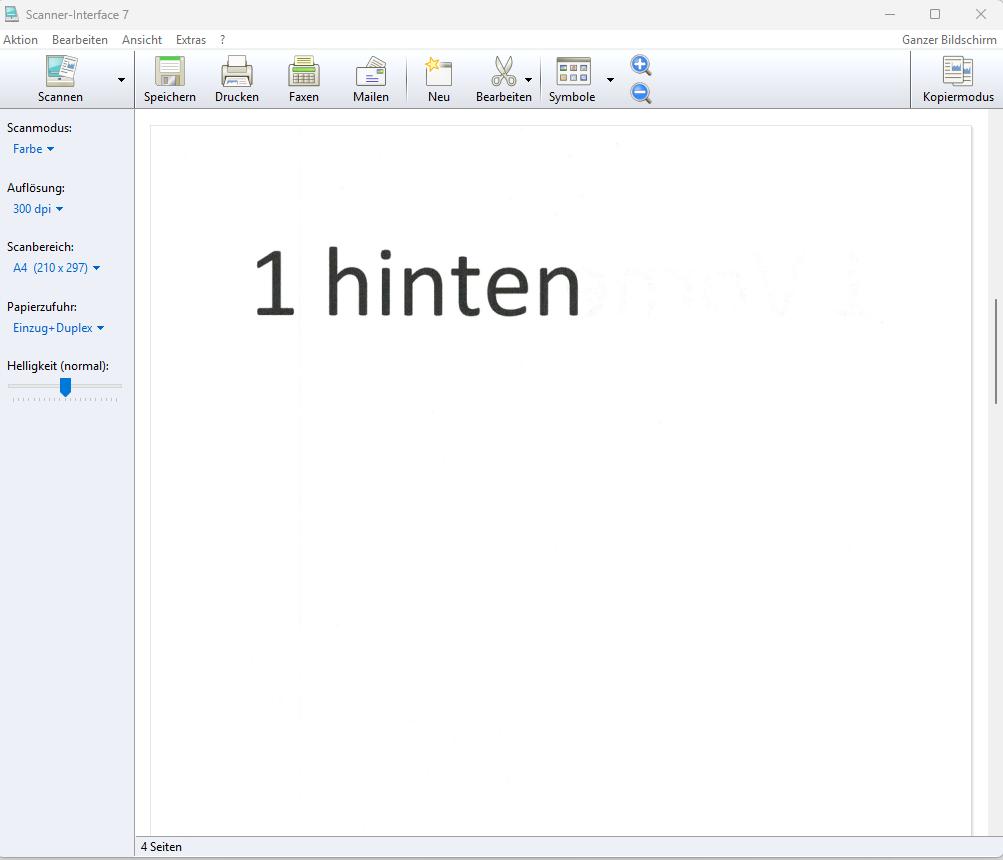 Scanner-Interface 7
Aktion Bearbeiten Ansicht Extras ? Ganzer Bildschirm
Scannen Speichern Drucken Faxen Mailen Neu Bearbeiten Symbole Kopiermodus
Scanmodus:
Farbe
Auflösung:
300 dpi
Scanbereich:
A4 (210 x 297)
Papierzufuhr:
Einzug+Duplex
Helligkeit (normal):
1 hinten
4 Seiten